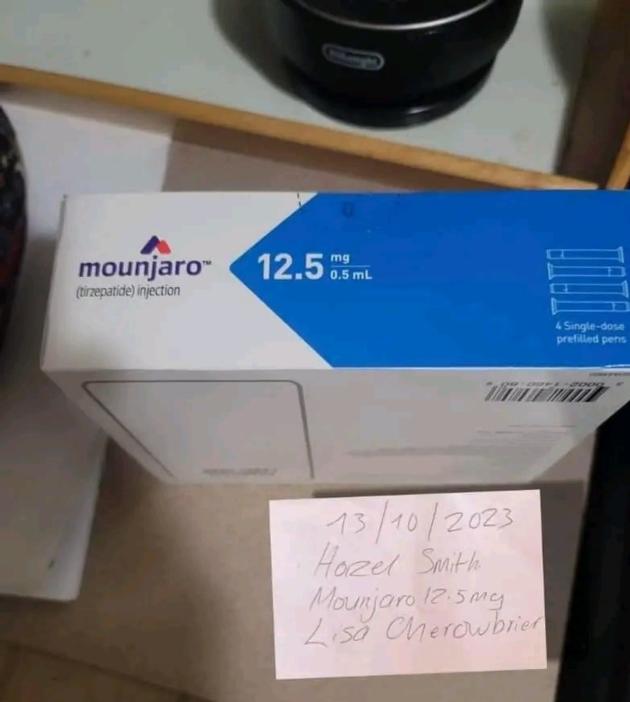 DeLonghi
mounjaro™
(tirzepatide) injection
12.5 mg
0.5 mL
4 Single-dose
prefilled pens
13/10/2023
Hazel Smith
Mounjaro 12.5mg
Lisa Cherowbrier